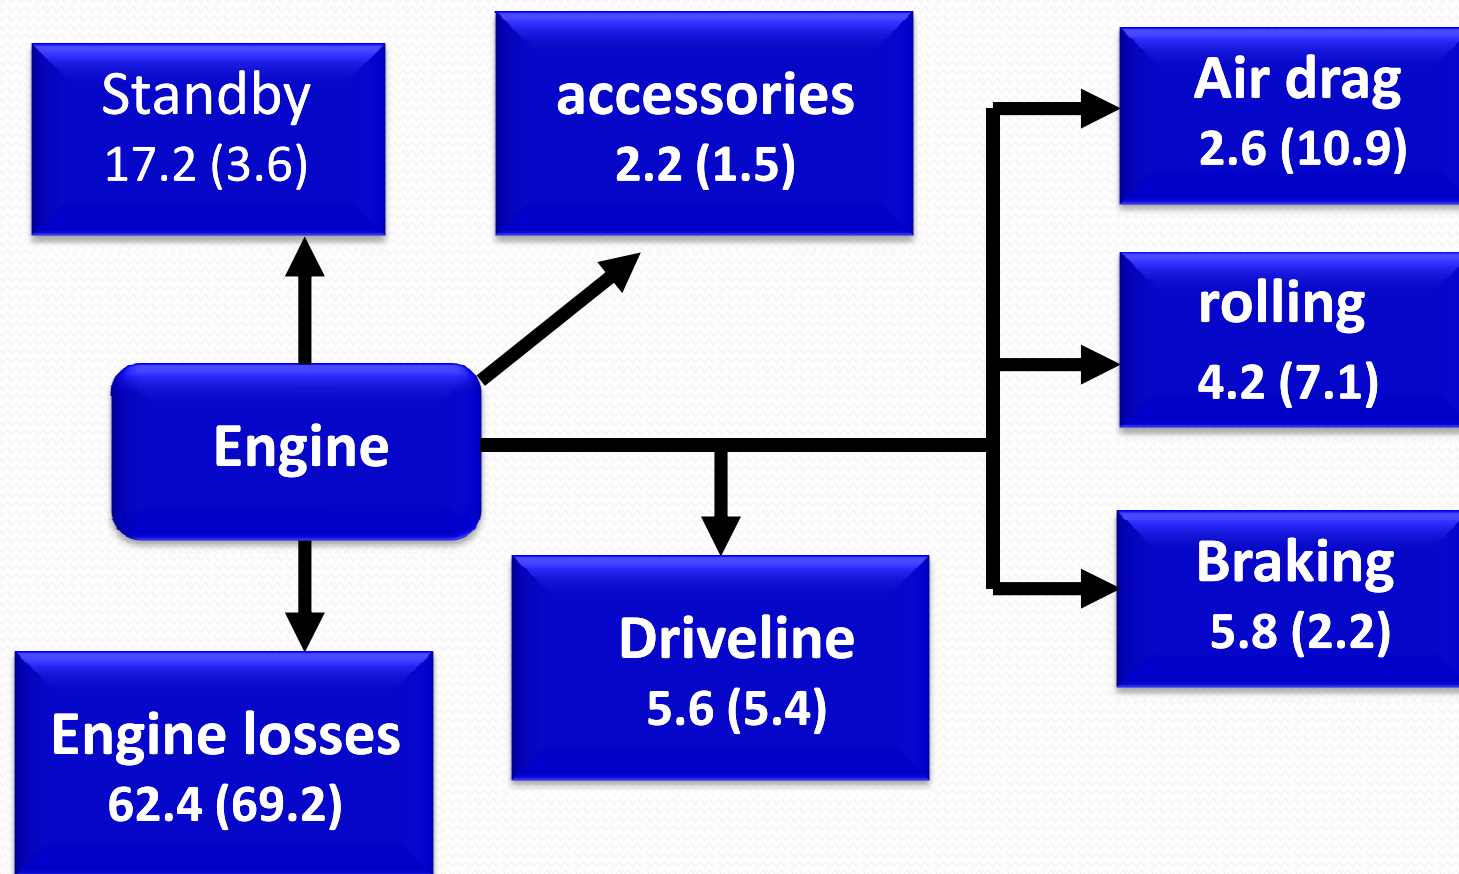 Standby
17.2 (3.6)
accessories
2.2 (1.5)
Air drag
2.6 (10.9)
rolling
4.2 (7.1)
Engine
Braking
5.8 (2.2)
Driveline
5.6 (5.4)
Engine losses
62.4 (69.2)